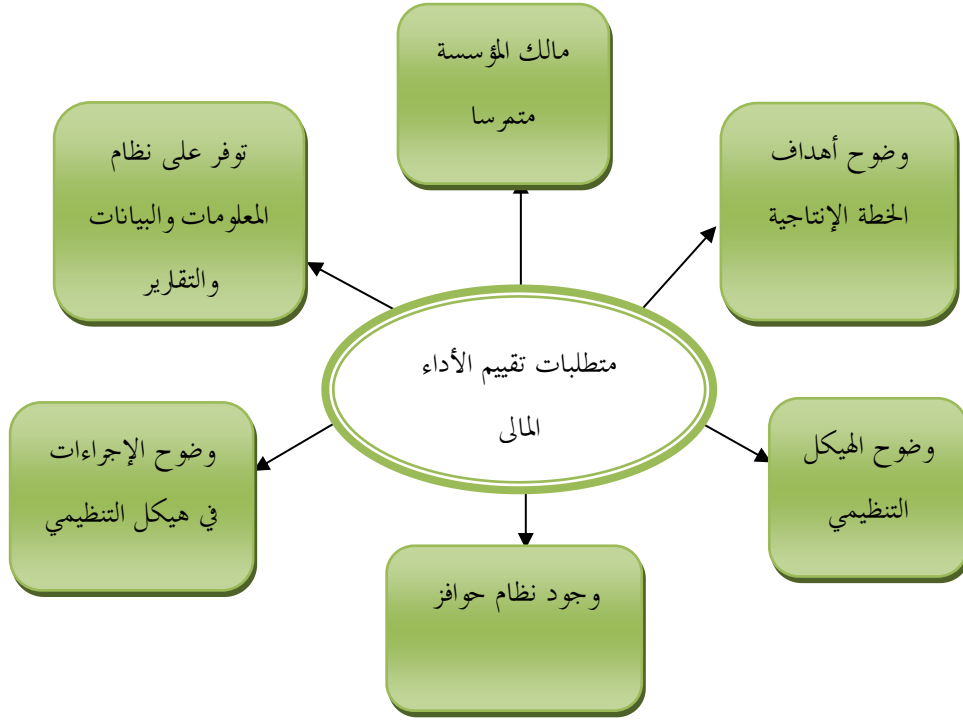 مالك المؤسسة
متمرسا
وضوح أهداف
الخطة الإنتاجية
توفر على نظام
المعلومات والبيانات
والتقارير
متطلبات تقييم الأداء
المالى
وضوح الهيكل
التنظيمي
وضوح الإجراءات
في هيكل التنظيمي
وجود نظام حوافز